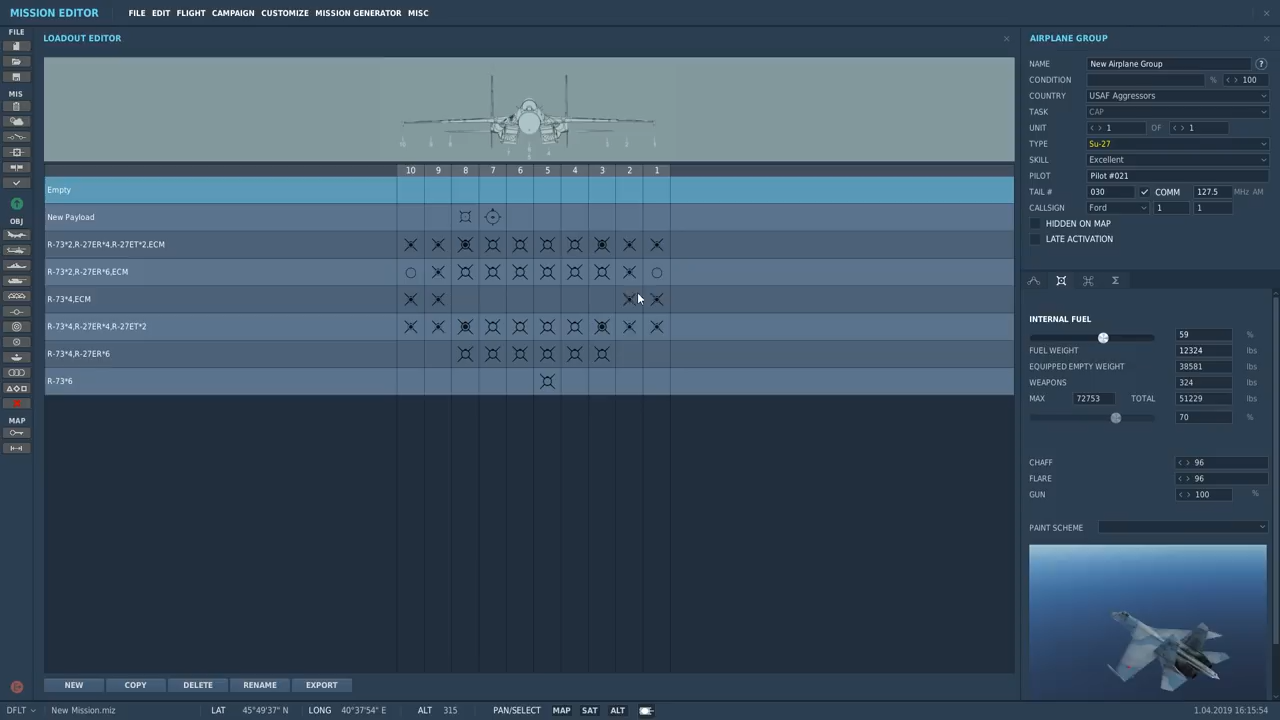 MISSION EDITOR FILE EDIT FLIGHT CAMPAIGN CUSTOMIZE MISSION GENERATOR MISC
FILE
MIS
OBJ
MAP
LOADOUT EDITOR
10 9 8 7 6 5 4 3 2 1
Empty
New Payload
R-73*2,R-27ER*4,R-27ET*2,ECM
R-73*2,R-27ER*6,ECM
R-73*4,ECM
R-73*4,R-27ER*4,R-27ET*2
R-73*4,R-27ER*6
R-73*6
NEW COPY DELETE RENAME EXPORT
AIRPLANE GROUP
NAME New Airplane Group ?
CONDITION % < > 100
COUNTRY USAF Aggressors
TASK CAP
UNIT < > 1 OF < > 1
TYPE Su-27
SKILL Excellent
PILOT Pilot #021
TAIL # 030 COMM 127.5 MHz AM
CALLSIGN Ford 1 1
HIDDEN ON MAP
LATE ACTIVATION
Σ
INTERNAL FUEL
59 %
FUEL WEIGHT 12324 lbs
EQUIPPED EMPTY WEIGHT 38581 lbs
WEAPONS 324 lbs
MAX 72753 TOTAL 51229 lbs
70 %
CHAFF < > 96
FLARE < > 96
GUN < > 100 %
PAINT SCHEME
DFLT New Mission.miz LAT 45°49'37" N LONG 40°37'54" E ALT 315 PAN/SELECT MAP SAT ALT 1.04.2019 16:15:54